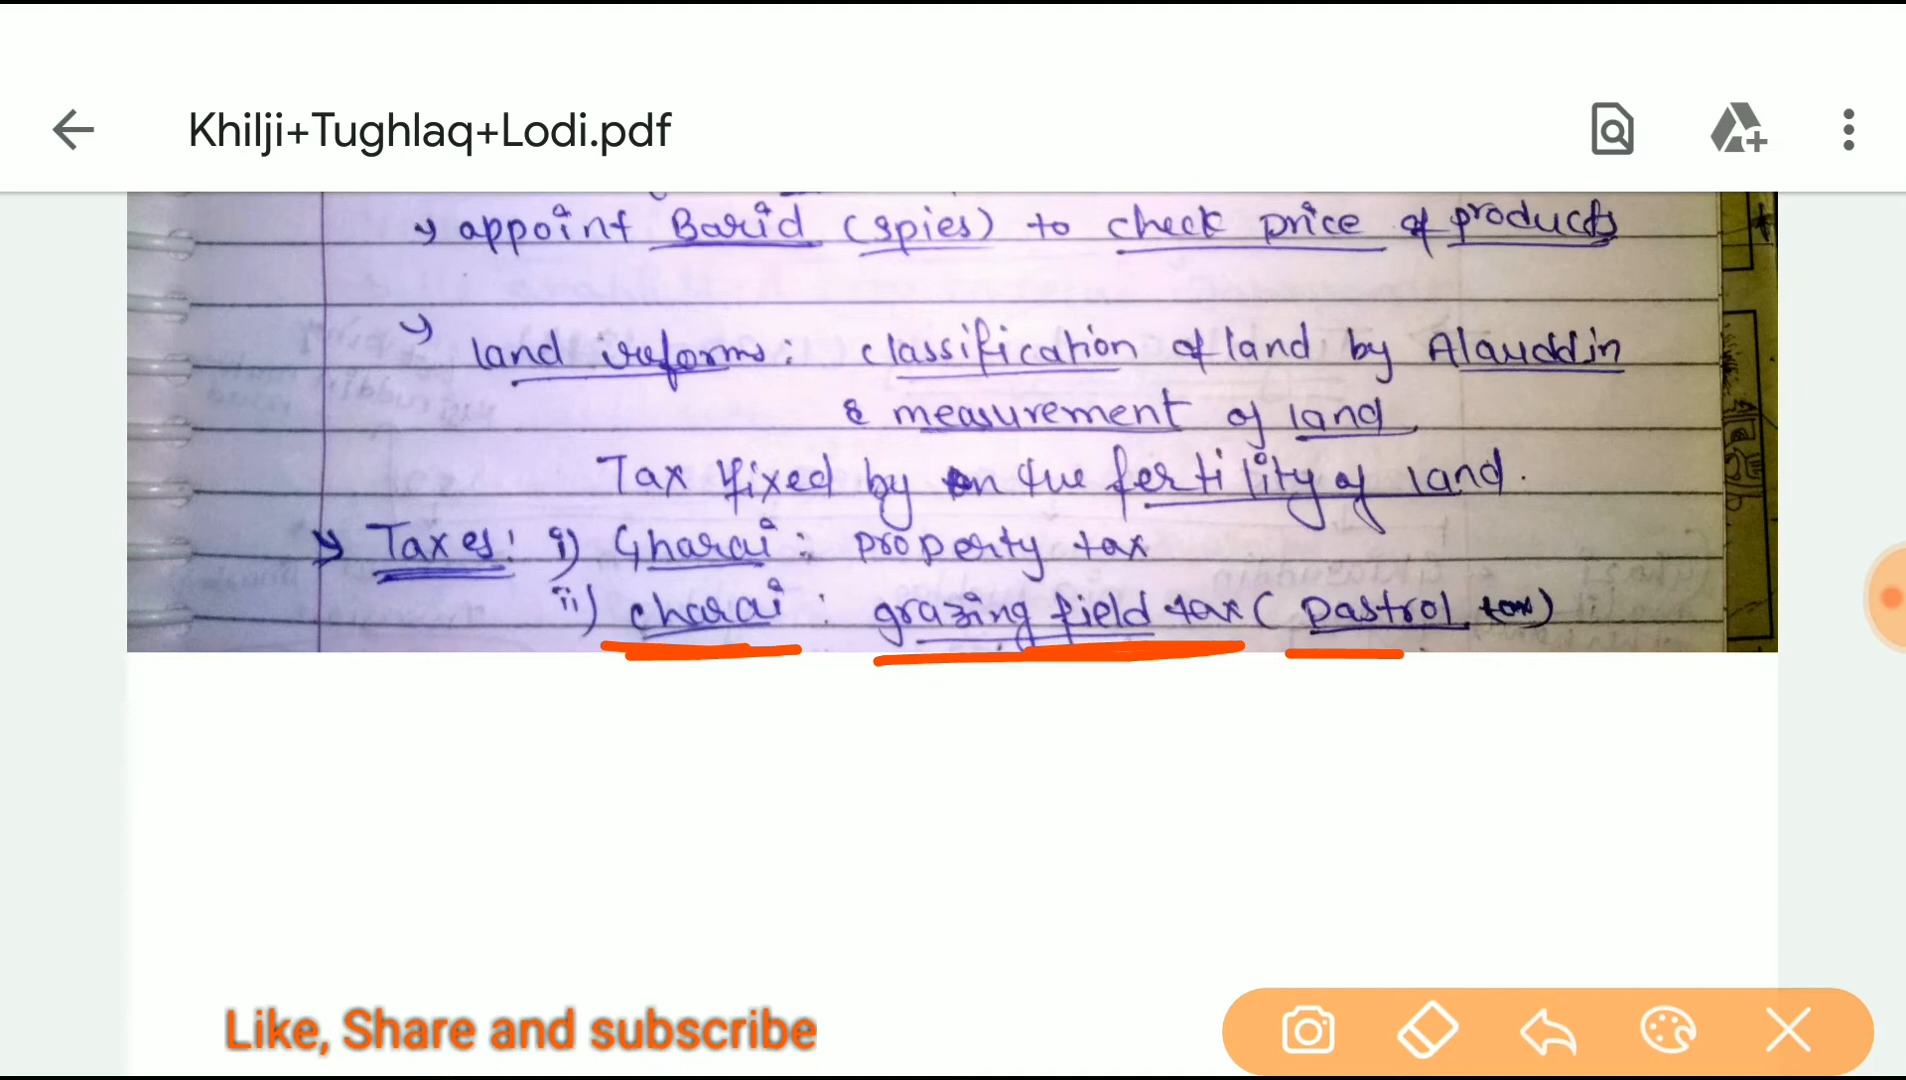 Khilji+Tughlaq+Lodi.pdf
appoint Barid (spies) to check price of products
land reforms: classification of land by Alauddin
& measurement of land
Tax fixed by on the fertility of land.
Taxes: i) Gharai: property tax
ii) charai: grazing field tax (pastrol tax)
Like, Share and subscribe